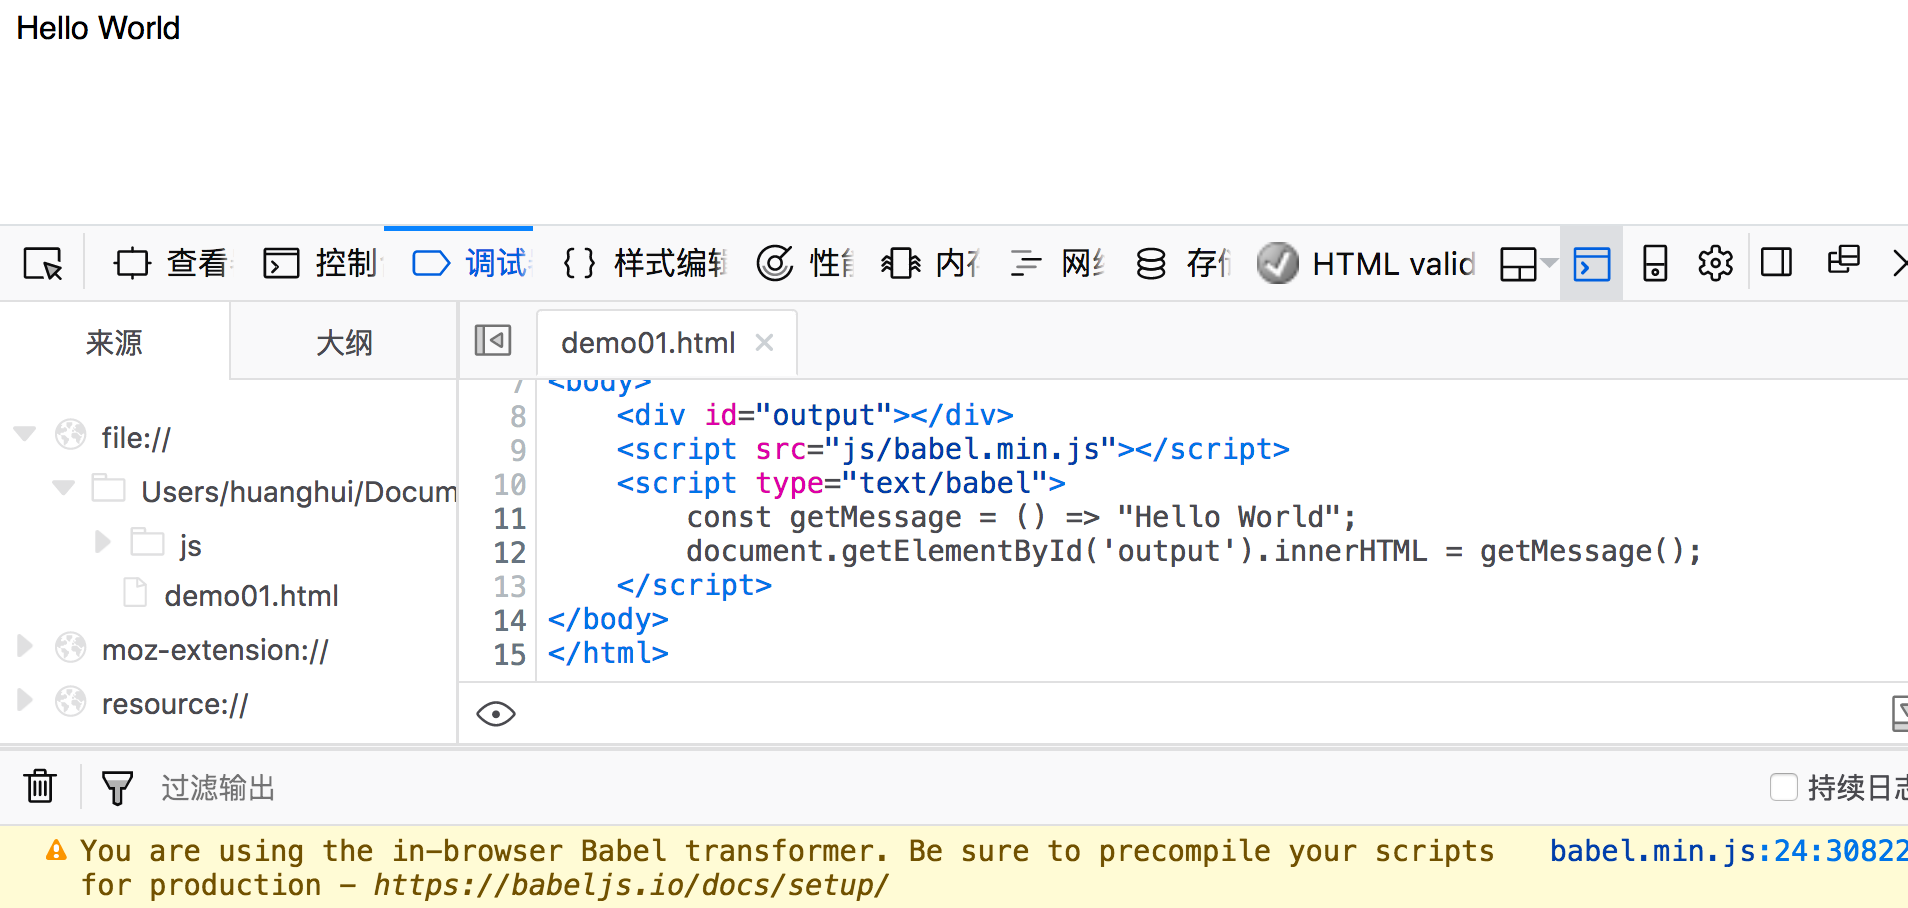 Hello World
查看 控制 调试 { } 样式编辑 性 内存 网络 存 HTML valid
来源 大纲 demo01.html
file://
Users/huanghui/Docum
js
demo01.html
moz-extension://
resource://
7 <body>
8 <div id="output"></div>
9 <script src="js/babel.min.js"></script>
10 <script type="text/babel">
11 const getMessage = () => "Hello World";
12 document.getElementById('output').innerHTML = getMessage();
13 </script>
14 </body>
15 </html>
过滤输出 持续日志
You are using the in-browser Babel transformer. Be sure to precompile your scripts babel.min.js:24:30822
for production – https://babeljs.io/docs/setup/